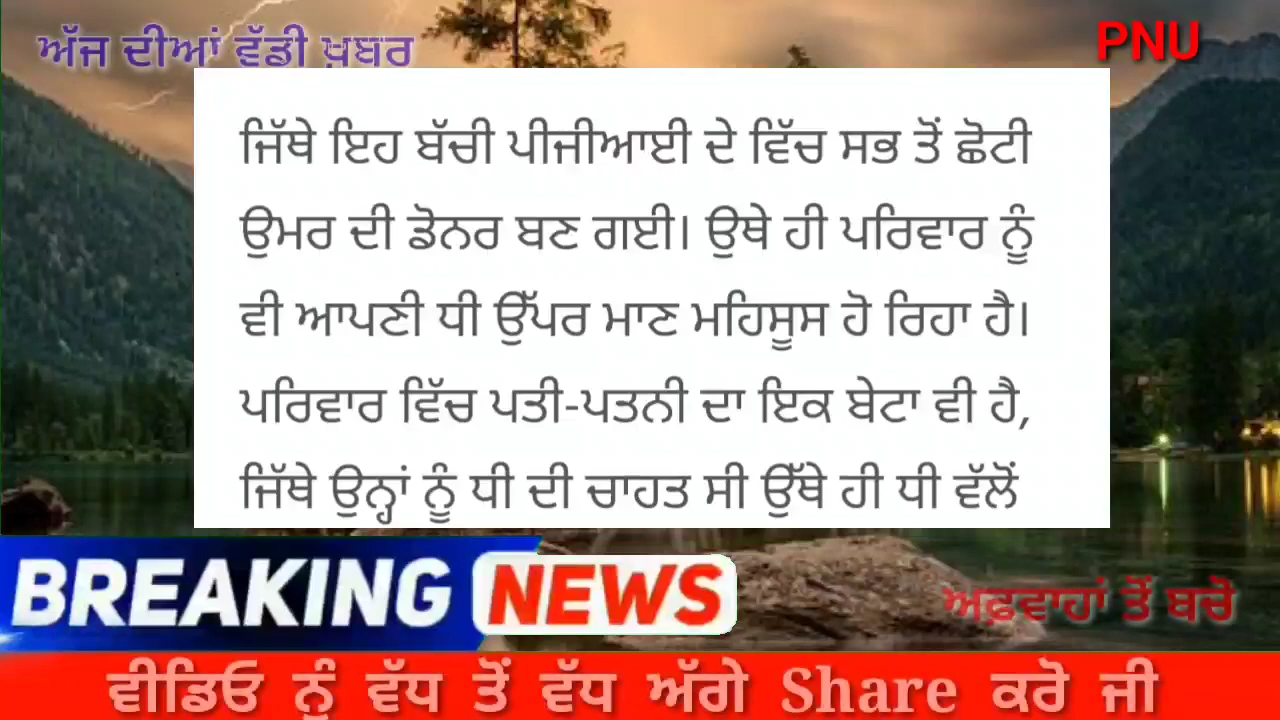 ਅੱਜ ਦੀਆਂ ਵੱਡੀ ਖ਼ਬਰ
PNU
ਜਿੱਥੇ ਇਹ ਬੱਚੀ ਪੀਜੀਆਈ ਦੇ ਵਿੱਚ ਸਭ ਤੋਂ ਛੋਟੀ
ਉਮਰ ਦੀ ਡੋਨਰ ਬਣ ਗਈ। ਉਥੇ ਹੀ ਪਰਿਵਾਰ ਨੂੰ
ਵੀ ਆਪਣੀ ਧੀ ਉੱਪਰ ਮਾਣ ਮਹਿਸੂਸ ਹੋ ਰਿਹਾ ਹੈ।
ਪਰਿਵਾਰ ਵਿੱਚ ਪਤੀ-ਪਤਨੀ ਦਾ ਇਕ ਬੇਟਾ ਵੀ ਹੈ,
ਜਿੱਥੇ ਉਨ੍ਹਾਂ ਨੂੰ ਧੀ ਦੀ ਚਾਹਤ ਸੀ ਉੱਥੇ ਹੀ ਧੀ ਵੱਲੋਂ
BREAKING NEWS
ਅਫ਼ਵਾਹਾਂ ਤੋਂ ਬਚੋ
ਵੀਡਿਓ ਨੂੰ ਵੱਧ ਤੋਂ ਵੱਧ ਅੱਗੇ Share ਕਰੋ ਜੀ